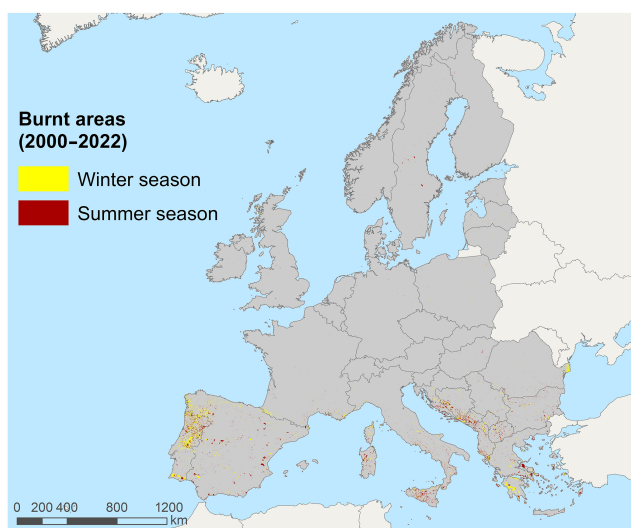 Burnt areas
(2000–2022)
Winter season
Summer season
0 200 400 800 1200
km